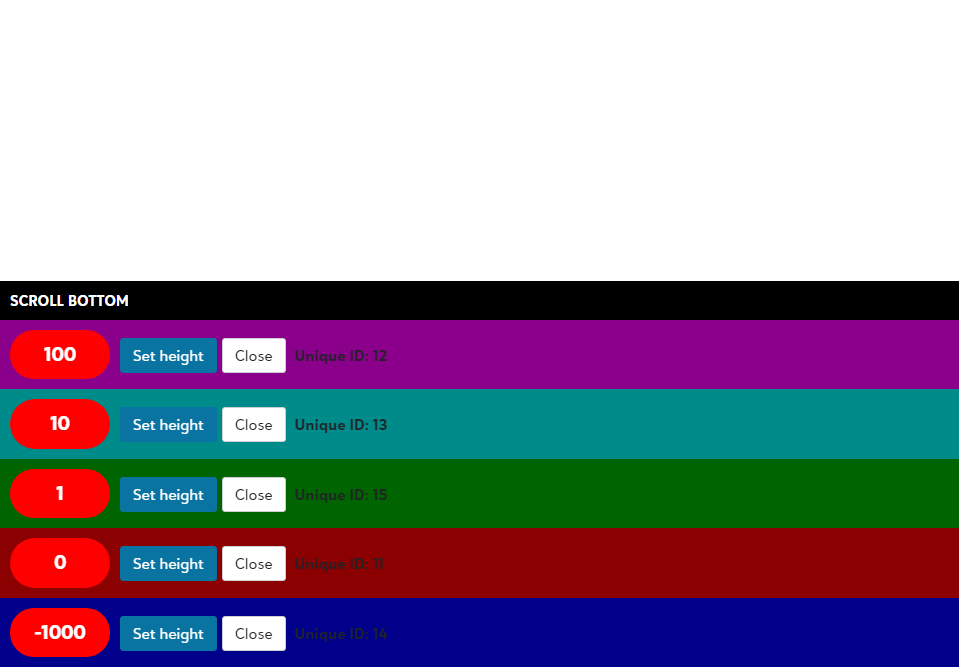 SCROLL BOTTOM
100 Set height Close Unique ID: 12
10 Set height Close Unique ID: 13
1 Set height Close Unique ID: 15
0 Set height Close Unique ID: 11
-1000 Set height Close Unique ID: 14